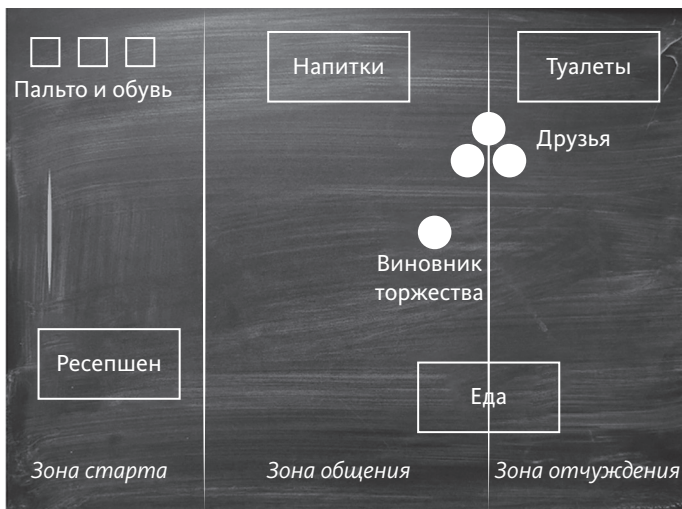 Напитки
Туалеты
Пальто и обувь
Друзья
Виновник
торжества
Ресепшен
Еда
Зона старта
Зона общения
Зона отчуждения